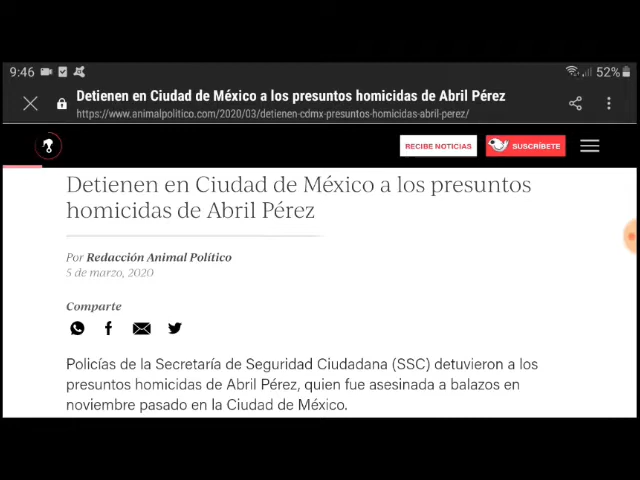 9:46 52%
Detienen en Ciudad de México a los presuntos homicidas de Abril Pérez
https://www.animalpolitico.com/2020/03/detienen-cdmx-presuntos-homicidas-abril-perez/
RECIBE NOTICIAS SUSCRÍBETE
Detienen en Ciudad de México a los presuntos
homicidas de Abril Pérez
Por Redacción Animal Político
5 de marzo, 2020
Comparte
Policías de la Secretaría de Seguridad Ciudadana (SSC) detuvieron a los
presuntos homicidas de Abril Pérez, quien fue asesinada a balazos en
noviembre pasado en la Ciudad de México.